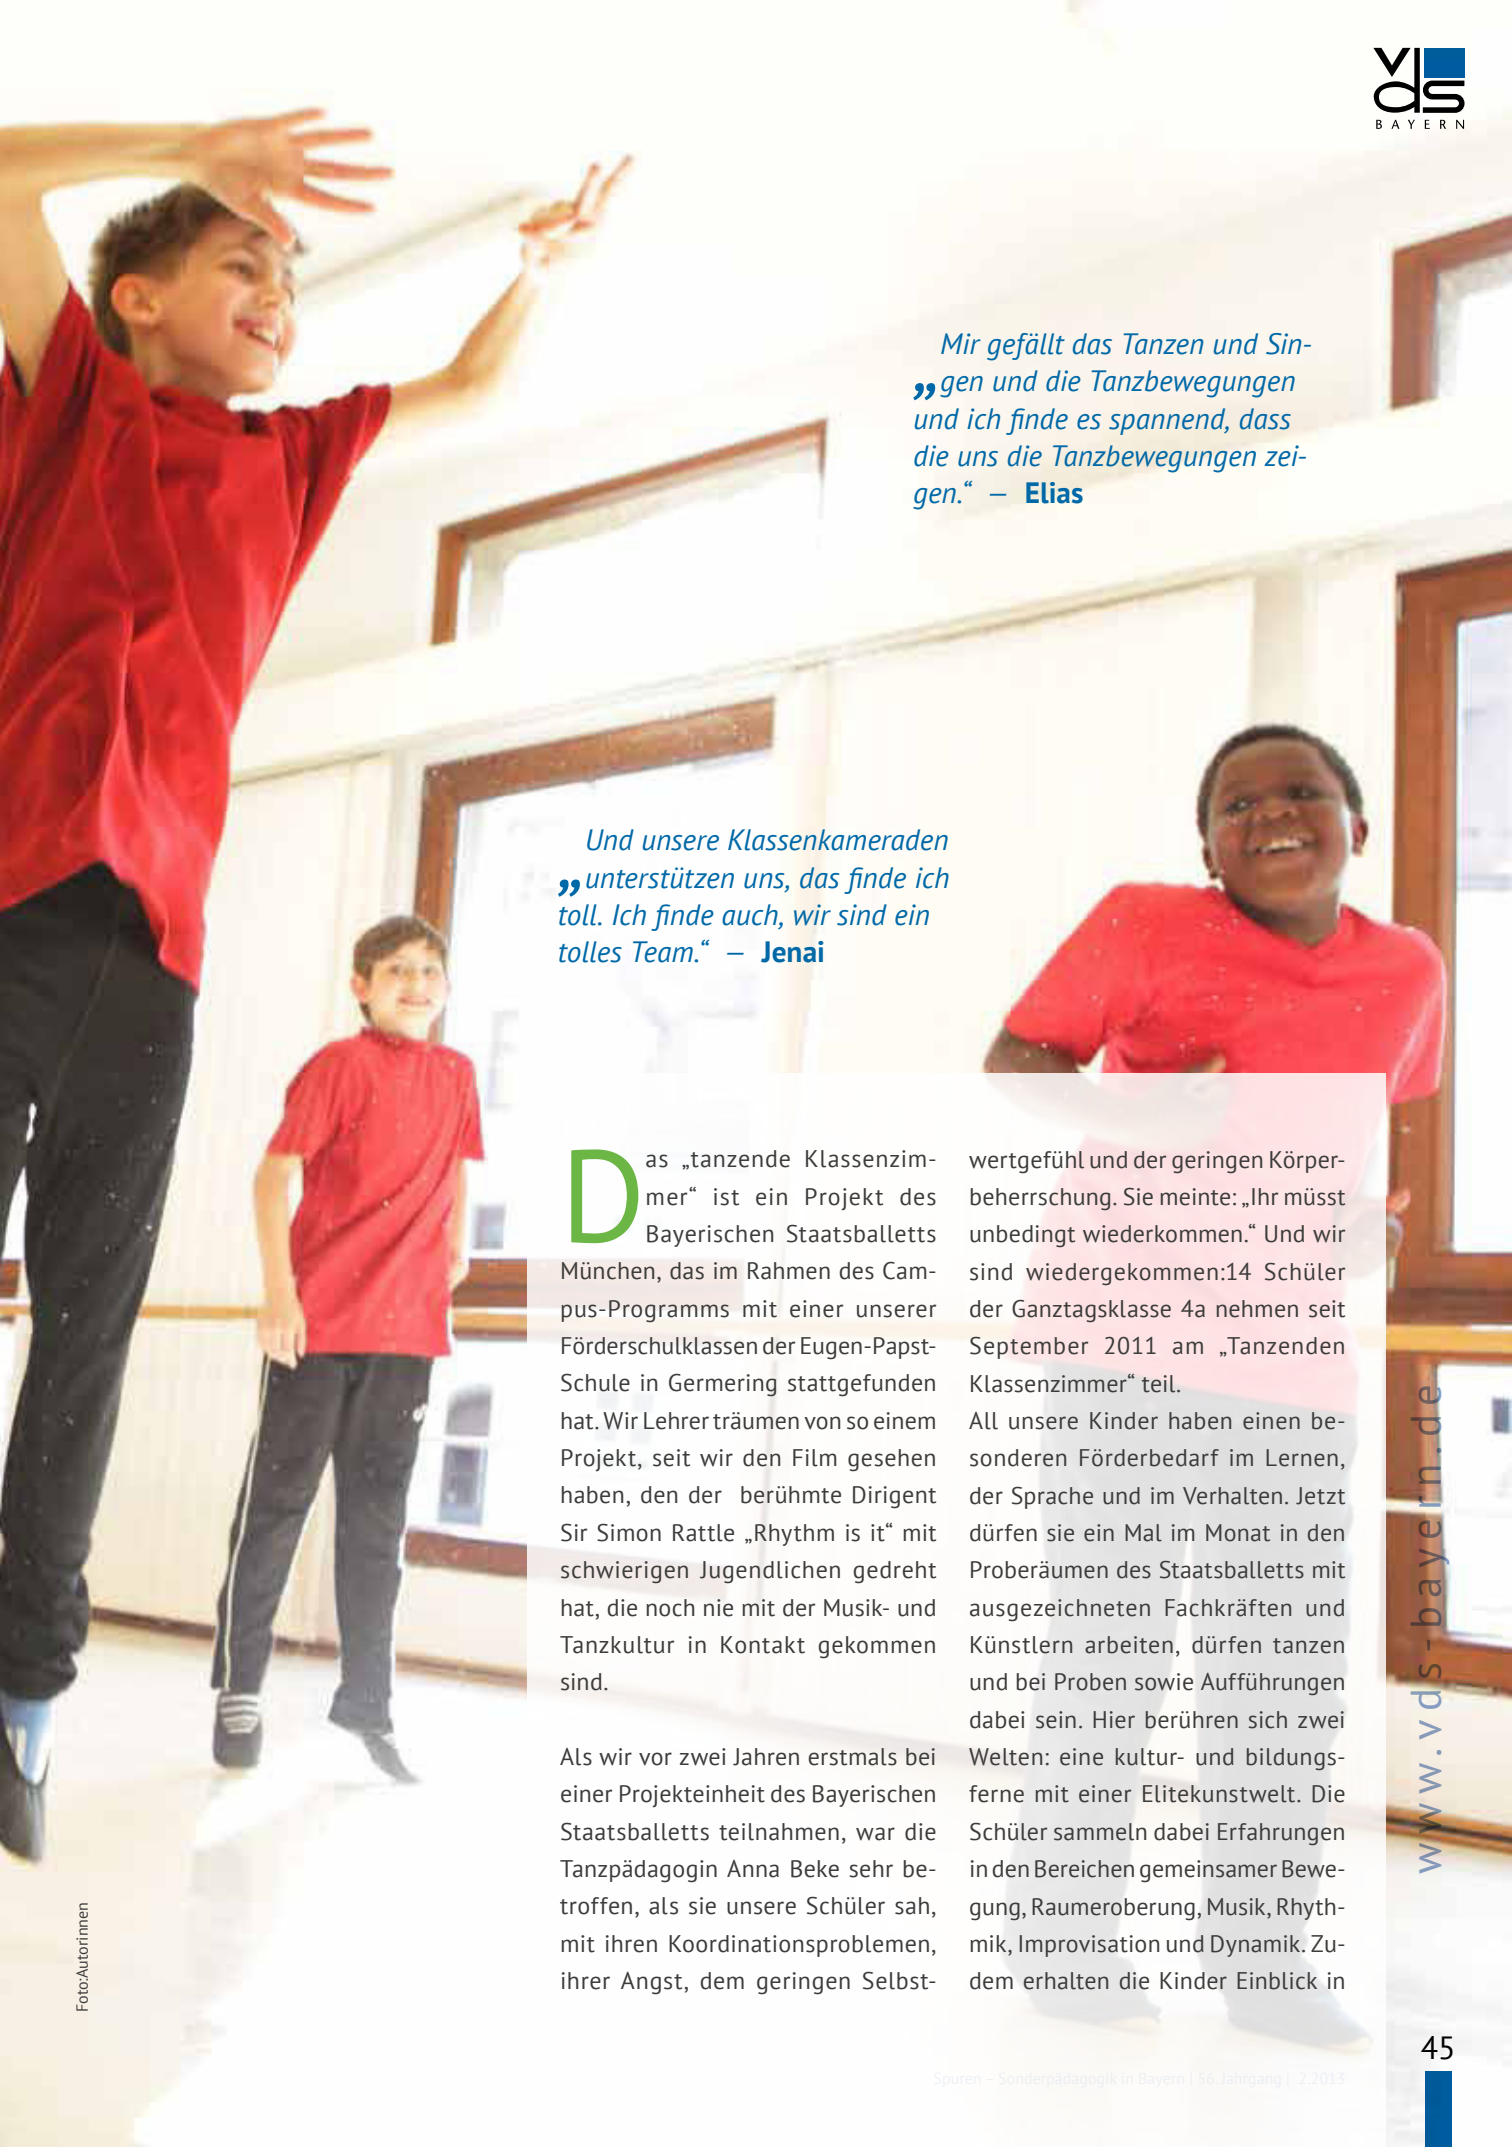 vds
BAYERN
Mir gefällt das Tanzen und Sin-
„gen und die Tanzbewegungen
und ich finde es spannend, dass
die uns die Tanzbewegungen zei-
gen.“ – Elias
Und unsere Klassenkameraden
„unterstützen uns, das finde ich
toll. Ich finde auch, wir sind ein
tolles Team.“ – Jenai
Das „tanzende Klassenzim-
mer“ ist ein Projekt des
Bayerischen Staatsballetts
München, das im Rahmen des Cam-
pus-Programms mit einer unserer
Förderschulklassen der Eugen-Papst-
Schule in Germering stattgefunden
hat. Wir Lehrer träumen von so einem
Projekt, seit wir den Film gesehen
haben, den der berühmte Dirigent
Sir Simon Rattle „Rhythm is it“ mit
schwierigen Jugendlichen gedreht
hat, die noch nie mit der Musik- und
Tanzkultur in Kontakt gekommen
sind.
Als wir vor zwei Jahren erstmals bei
einer Projekteinheit des Bayerischen
Staatsballetts teilnahmen, war die
Tanzpädagogin Anna Beke sehr be-
troffen, als sie unsere Schüler sah,
mit ihren Koordinationsproblemen,
ihrer Angst, dem geringen Selbst-
wertgefühl und der geringen Körper-
beherrschung. Sie meinte: „Ihr müsst
unbedingt wiederkommen.“ Und wir
sind wiedergekommen:14 Schüler
der Ganztagsklasse 4a nehmen seit
September 2011 am „Tanzenden
Klassenzimmer“ teil.
All unsere Kinder haben einen be-
sonderen Förderbedarf im Lernen,
der Sprache und im Verhalten. Jetzt
dürfen sie ein Mal im Monat in den
Proberäumen des Staatsballetts mit
ausgezeichneten Fachkräften und
Künstlern arbeiten, dürfen tanzen
und bei Proben sowie Aufführungen
dabei sein. Hier berühren sich zwei
Welten: eine kultur- und bildungs-
ferne mit einer Elitekunstwelt. Die
Schüler sammeln dabei Erfahrungen
in den Bereichen gemeinsamer Bewe-
gung, Raumeroberung, Musik, Rhyth-
mik, Improvisation und Dynamik. Zu-
dem erhalten die Kinder Einblick in
www.vds-bayern.de
Foto:Autorinnen
45
Spuren – Sonderpädagogik in Bayern | 56. Jahrgang | 2.2013